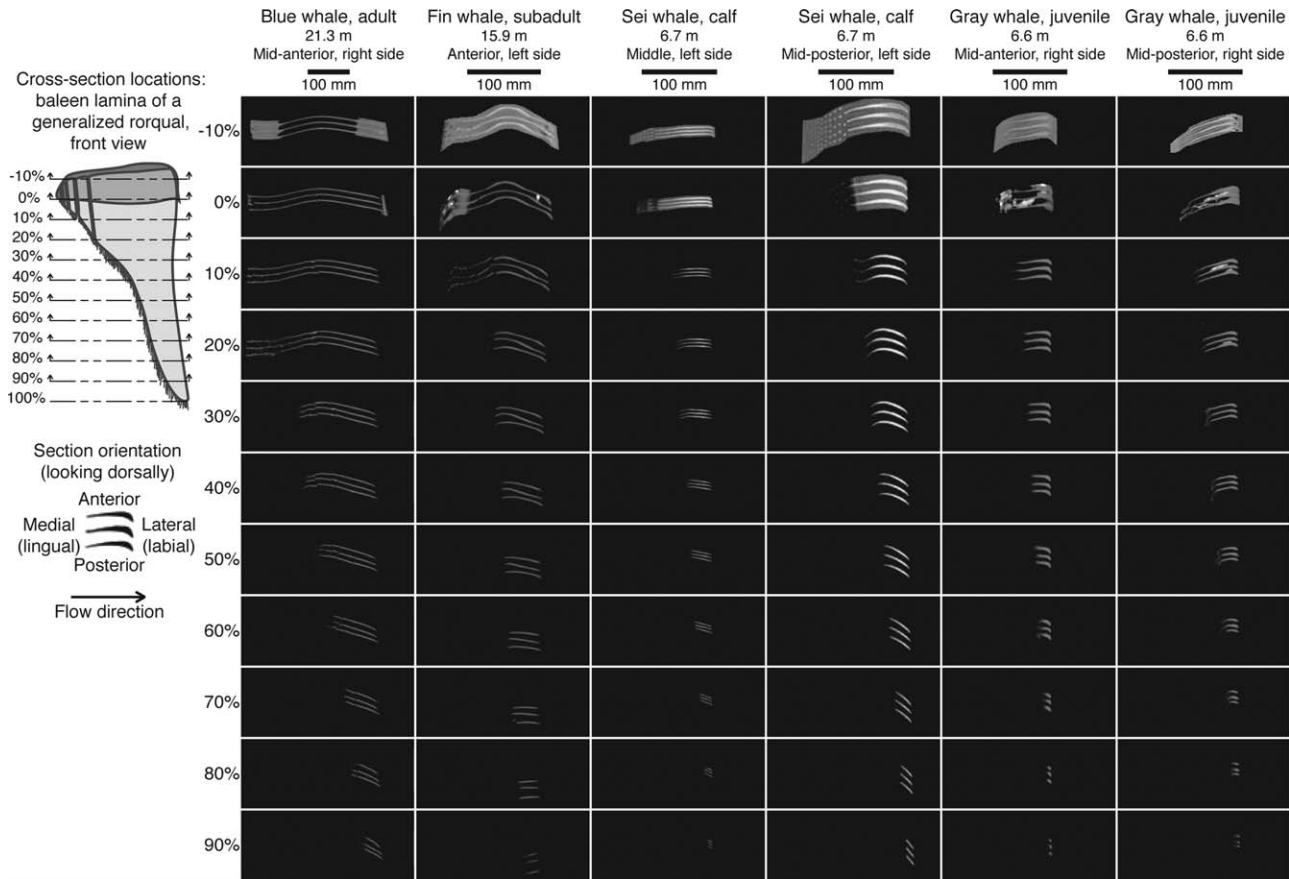 Blue whale, adult
21.3 m
Mid-anterior, right side
100 mm
Fin whale, subadult
15.9 m
Anterior, left side
100 mm
Sei whale, calf
6.7 m
Middle, left side
100 mm
Sei whale, calf
6.7 m
Mid-posterior, left side
100 mm
Gray whale, juvenile
6.6 m
Mid-anterior, right side
100 mm
Gray whale, juvenile
6.6 m
Mid-posterior, right side
100 mm
Cross-section locations:
baleen lamina of a
generalized rorqual,
front view
-10%
0%
10%
20%
30%
40%
50%
60%
70%
80%
90%
100%
Section orientation
(looking dorsally)
Anterior
Medial
(lingual)
Lateral
(labial)
Posterior
Flow direction
-10%
0%
10%
20%
30%
40%
50%
60%
70%
80%
90%